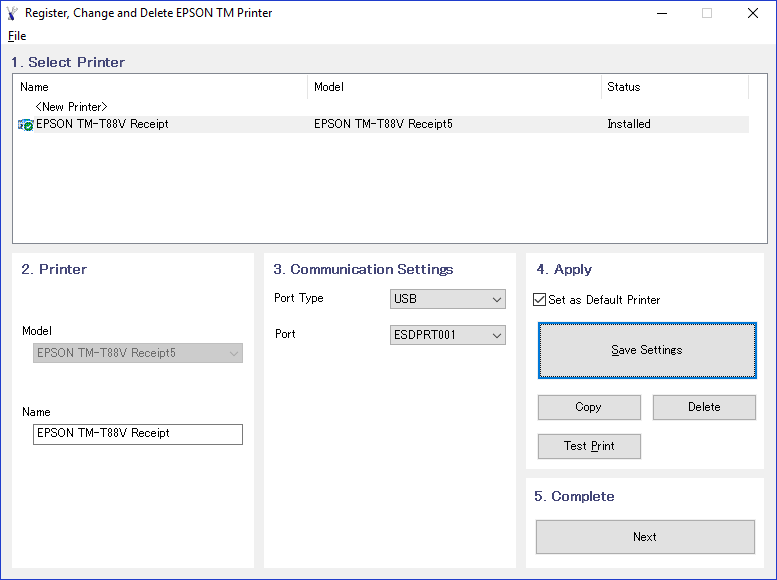 Register, Change and Delete EPSON TM Printer
File
1. Select Printer
Name Model Status
<New Printer>
EPSON TM-T88V Receipt EPSON TM-T88V Receipt5 Installed
2. Printer
Model
EPSON TM-T88V Receipt5
Name
EPSON TM-T88V Receipt
3. Communication Settings
Port Type USB
Port ESDPRT001
4. Apply
Set as Default Printer
Save Settings
Copy Delete
Test Print
5. Complete
Next